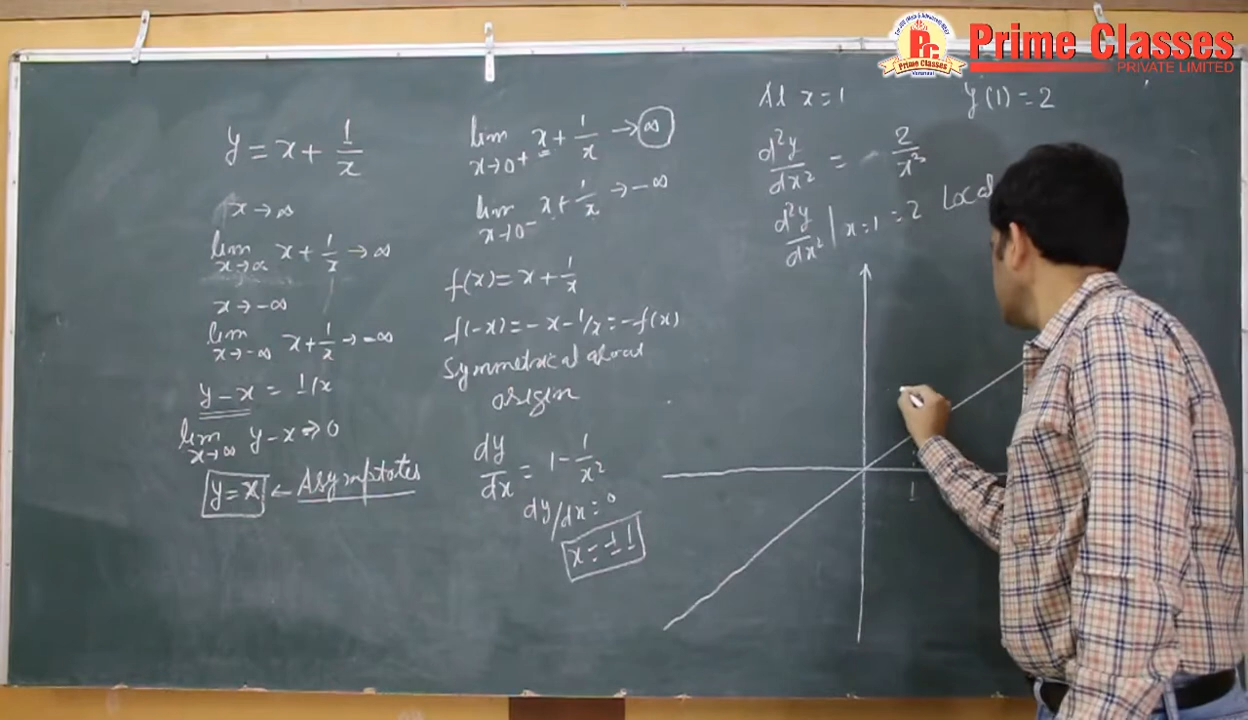 Prime Classes
PRIVATE LIMITED
Prime Classes
y = x + 1/x
x → ∞
lim x→∞ x + 1/x → ∞
x → -∞
lim x→-∞ x + 1/x → -∞
y - x = 1/x
lim x→∞ y - x → 0
y = x ← Asymptotes
lim x→0+ x + 1/x → ∞
lim x→0- x + 1/x → -∞
f(x) = x + 1/x
f(-x) = -x - 1/x = -f(x)
Symmetrical about
origin
dy/dx = 1 - 1/x²
dy/dx = 0
x = ±1
At x = 1 y(1) = 2
d²y/dx² = 2/x³
d²y/dx² | x=1 = 2 Local
1